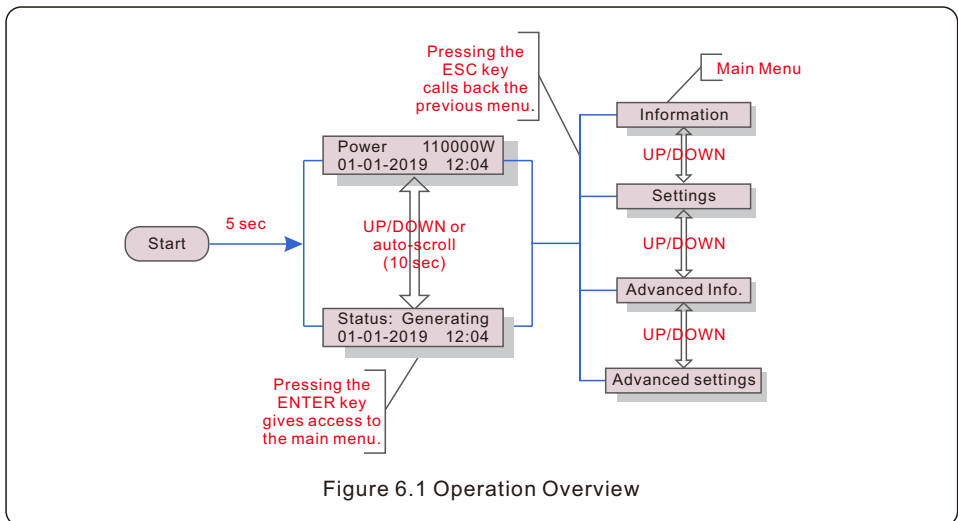 Pressing the
ESC key
calls back the
previous menu.
Main Menu
Information
Power 110000W
01-01-2019 12:04
UP/DOWN
Settings
5 sec
Start
UP/DOWN or
auto-scroll
(10 sec)
UP/DOWN
Advanced Info.
Status: Generating
01-01-2019 12:04
UP/DOWN
Advanced settings
Pressing the
ENTER key
gives access to
the main menu.
Figure 6.1 Operation Overview